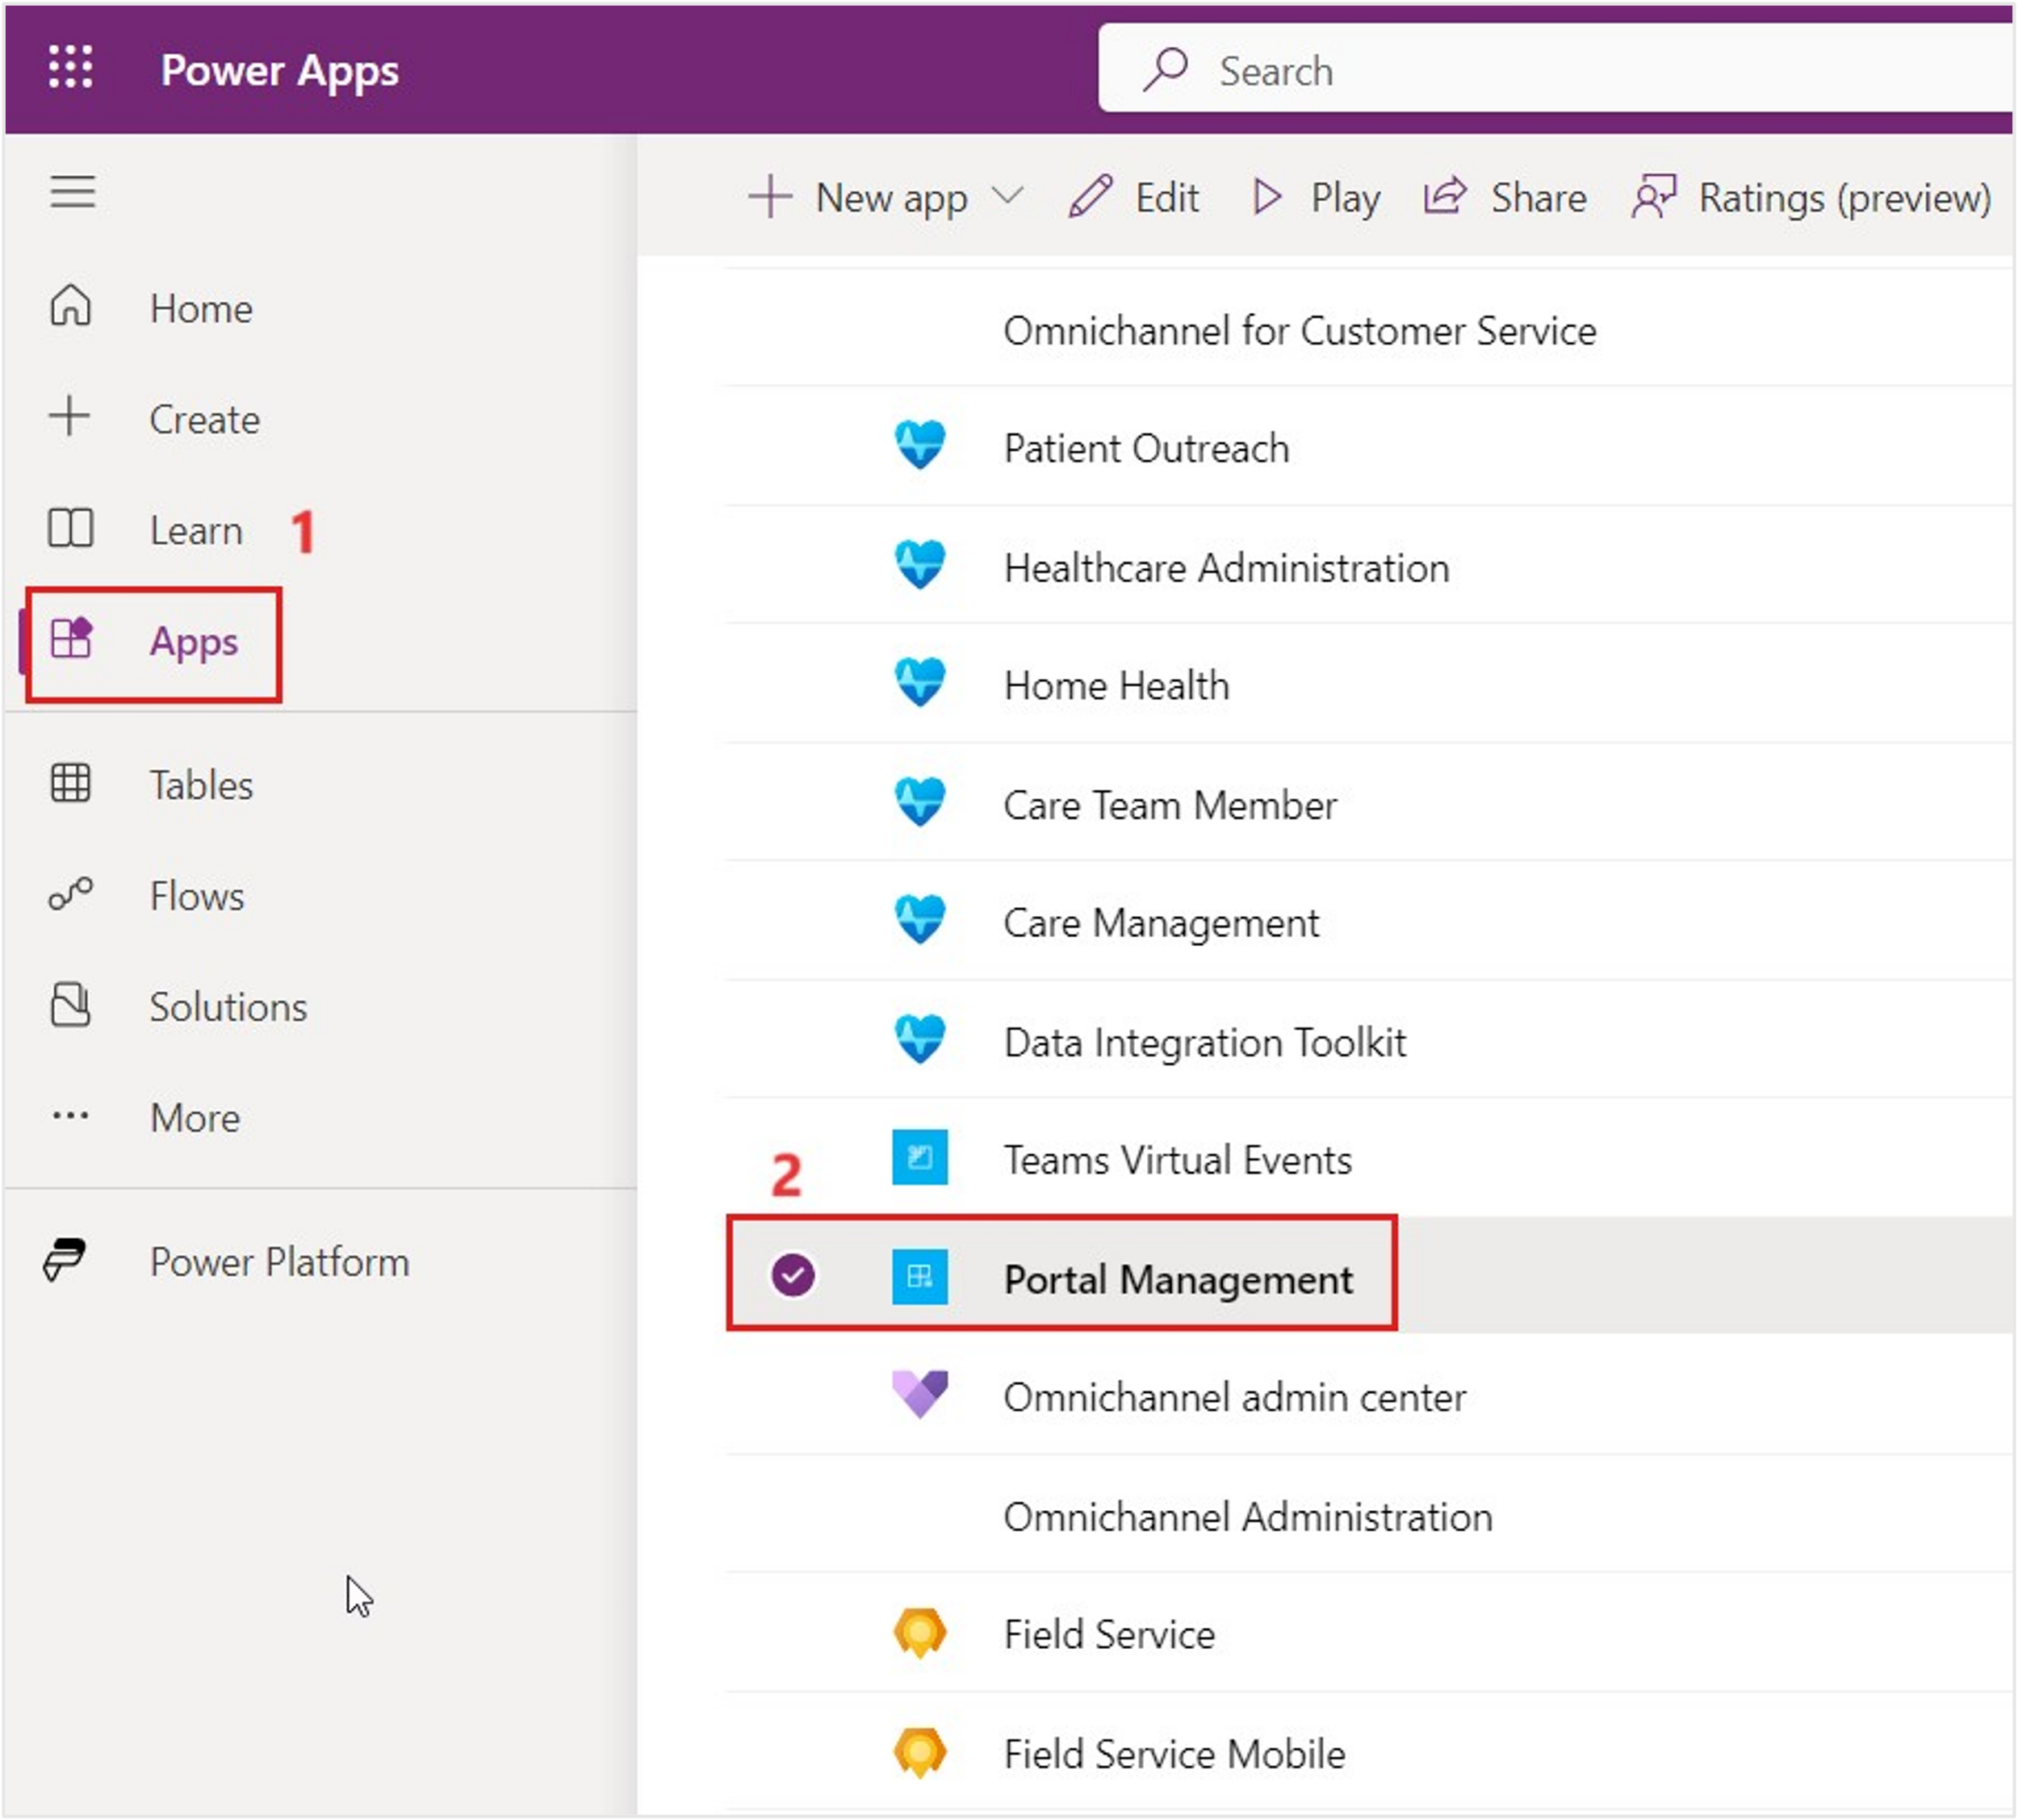 Power Apps
Search
New app
Edit
Play
Share
Ratings (preview)
Home
Create
Learn
1
Apps
Tables
Flows
Solutions
More
Power Platform
Omnichannel for Customer Service
Patient Outreach
Healthcare Administration
Home Health
Care Team Member
Care Management
Data Integration Toolkit
Teams Virtual Events
2
Portal Management
Omnichannel admin center
Omnichannel Administration
Field Service
Field Service Mobile